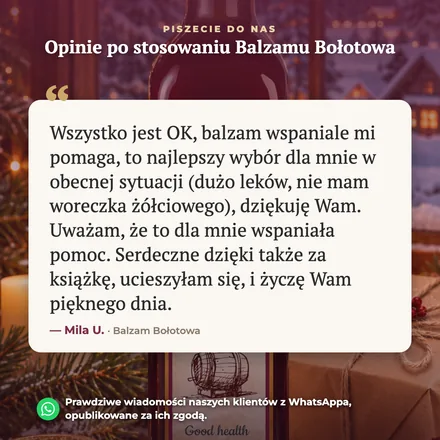 PISZECIE DO NAS
Opinie po stosowaniu Balzamu Bołotowa
“
Wszystko jest OK, balzam wspaniale mi
pomaga, to najlepszy wybór dla mnie w
obecnej sytuacji (dużo leków, nie mam
woreczka żółciowego), dziękuję Wam.
Uważam, że to dla mnie wspaniała
pomoc. Serdeczne dzięki także za
książkę, ucieszyłam się, i życzę Wam
pięknego dnia.
— Mila U. · Balzam Bołotowa
Prawdziwe wiadomości naszych klientów z WhatsAppa,
opublikowane za ich zgodą.
Good health